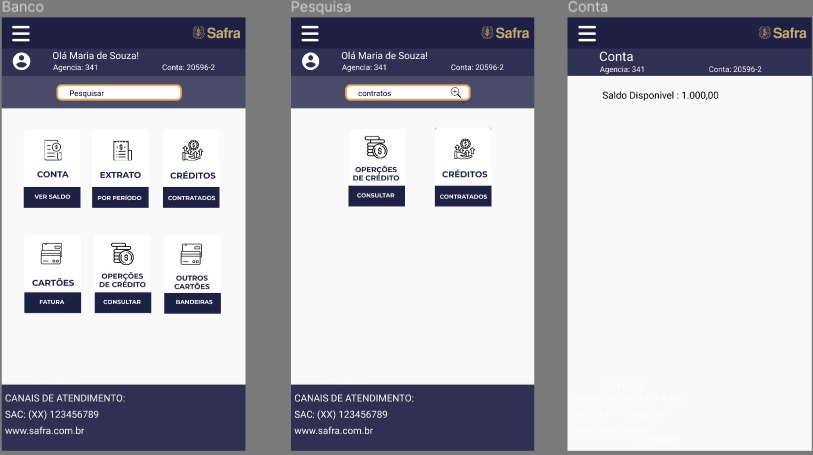 Banco
Safra
Olá Maria de Souza!
Agencia: 341 Conta: 20596-2
Pesquisar
CONTA
VER SALDO
EXTRATO
POR PERÍODO
CRÉDITOS
CONTRATADOS
CARTÕES
FATURA
OPERÇÕES
DE CRÉDITO
CONSULTAR
OUTROS
CARTÕES
BANDEIRAS
CANAIS DE ATENDIMENTO:
SAC: (XX) 123456789
www.safra.com.br
Pesquisa
Safra
Olá Maria de Souza!
Agencia: 341 Conta: 20596-2
contratos
OPERÇÕES
DE CRÉDITO
CONSULTAR
CRÉDITOS
CONTRATADOS
CANAIS DE ATENDIMENTO:
SAC: (XX) 123456789
www.safra.com.br
Conta
Safra
Conta
Agencia: 341 Conta: 20596-2
Saldo Disponivel : 1.000,00